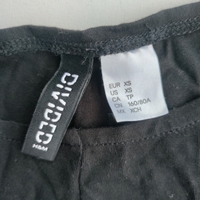 DIVIDED
H&M
EUR XS
US XS
CA TP
CN 160/80A
MX XCH